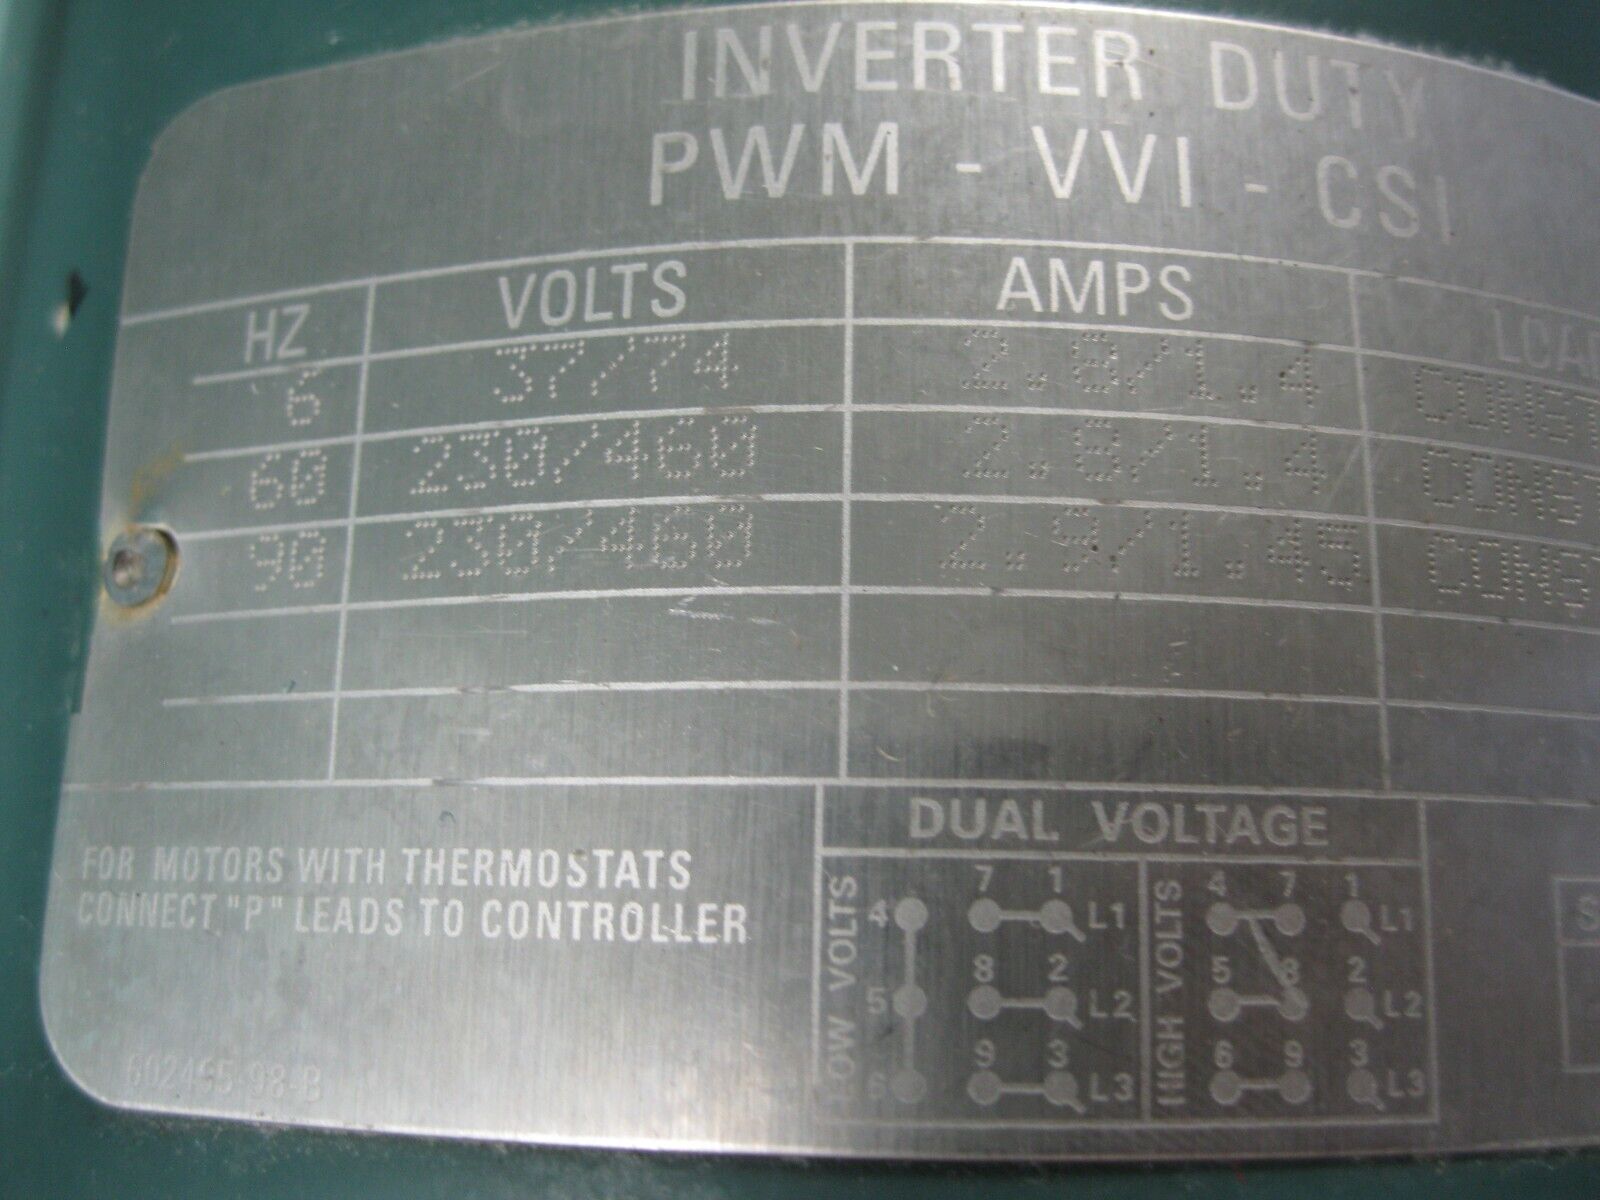 INVERTER DUTY
PWM - VVI - CSI
HZ VOLTS AMPS
6 37/74 2.8/1.4
60 230/460 2.8/1.4
90 230/460 2.9/1.45
FOR MOTORS WITH THERMOSTATS
CONNECT "P" LEADS TO CONTROLLER
DUAL VOLTAGE
LOW VOLTS
7 1
4 L1
8 2
5 L2
9 3
6 L3
HIGH VOLTS
4 7 1
L1
5 8 2
L2
6 9 3
L3